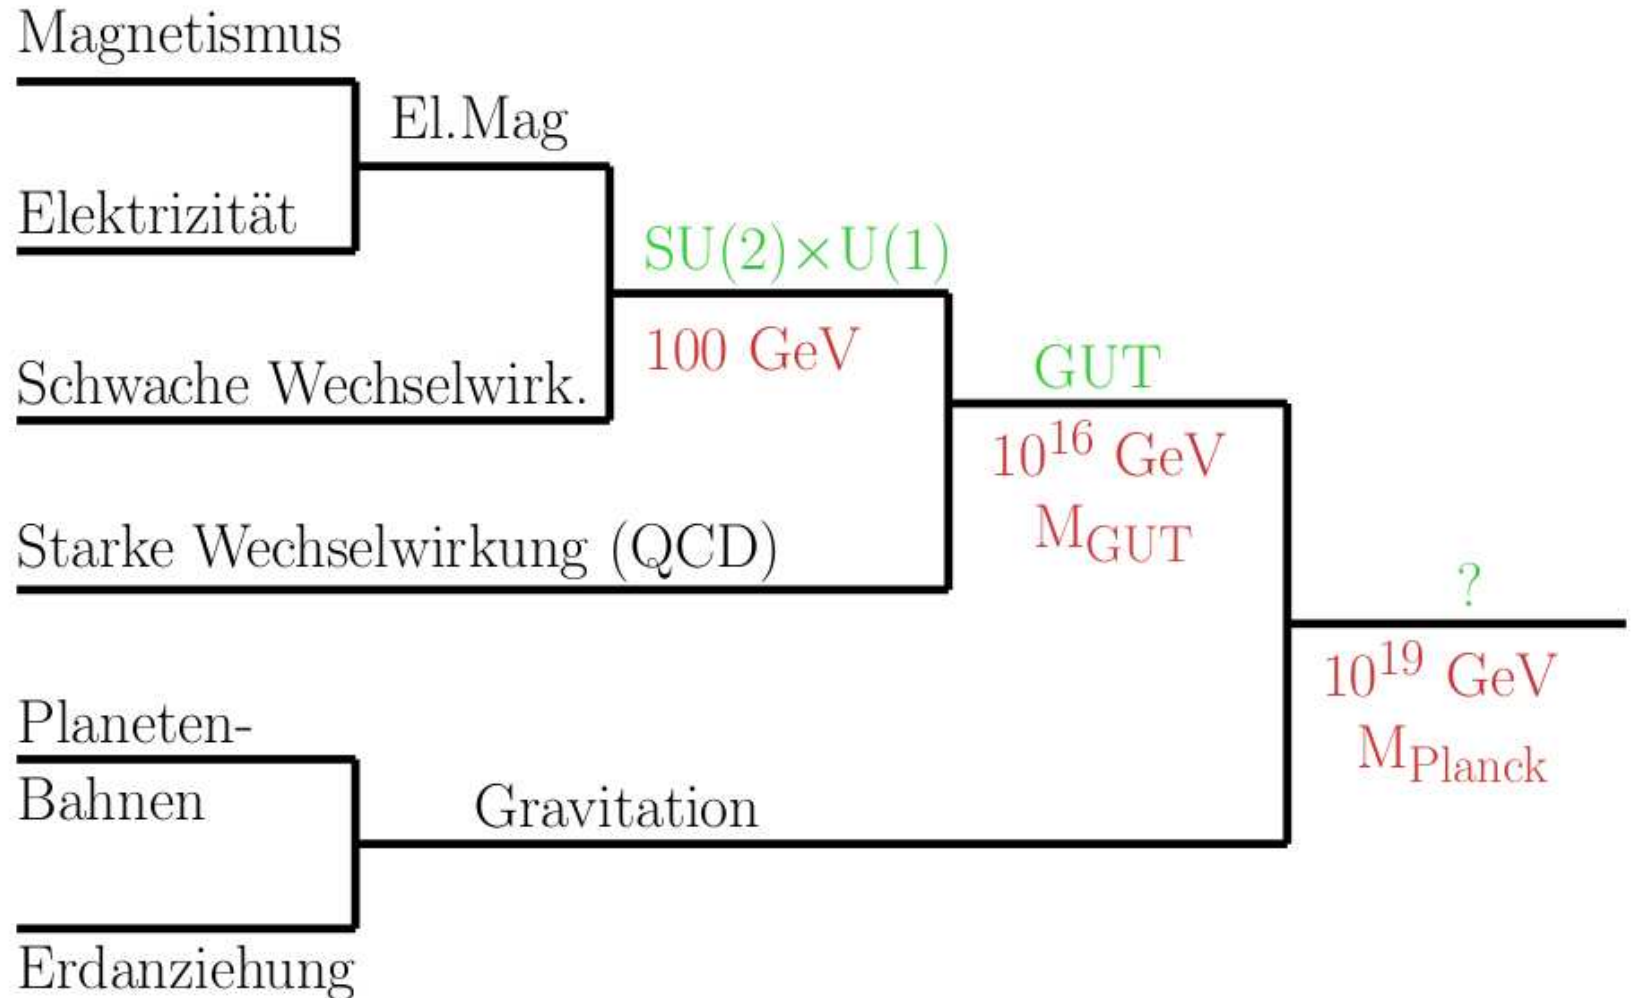 Magnetismus
El.Mag
Elektrizität
SU(2)×U(1)
100 GeV
Schwache Wechselwirk.
GUT
10^16 GeV
M_GUT
Starke Wechselwirkung (QCD)
?
10^19 GeV
M_Planck
Planeten-
Bahnen
Gravitation
Erdanziehung